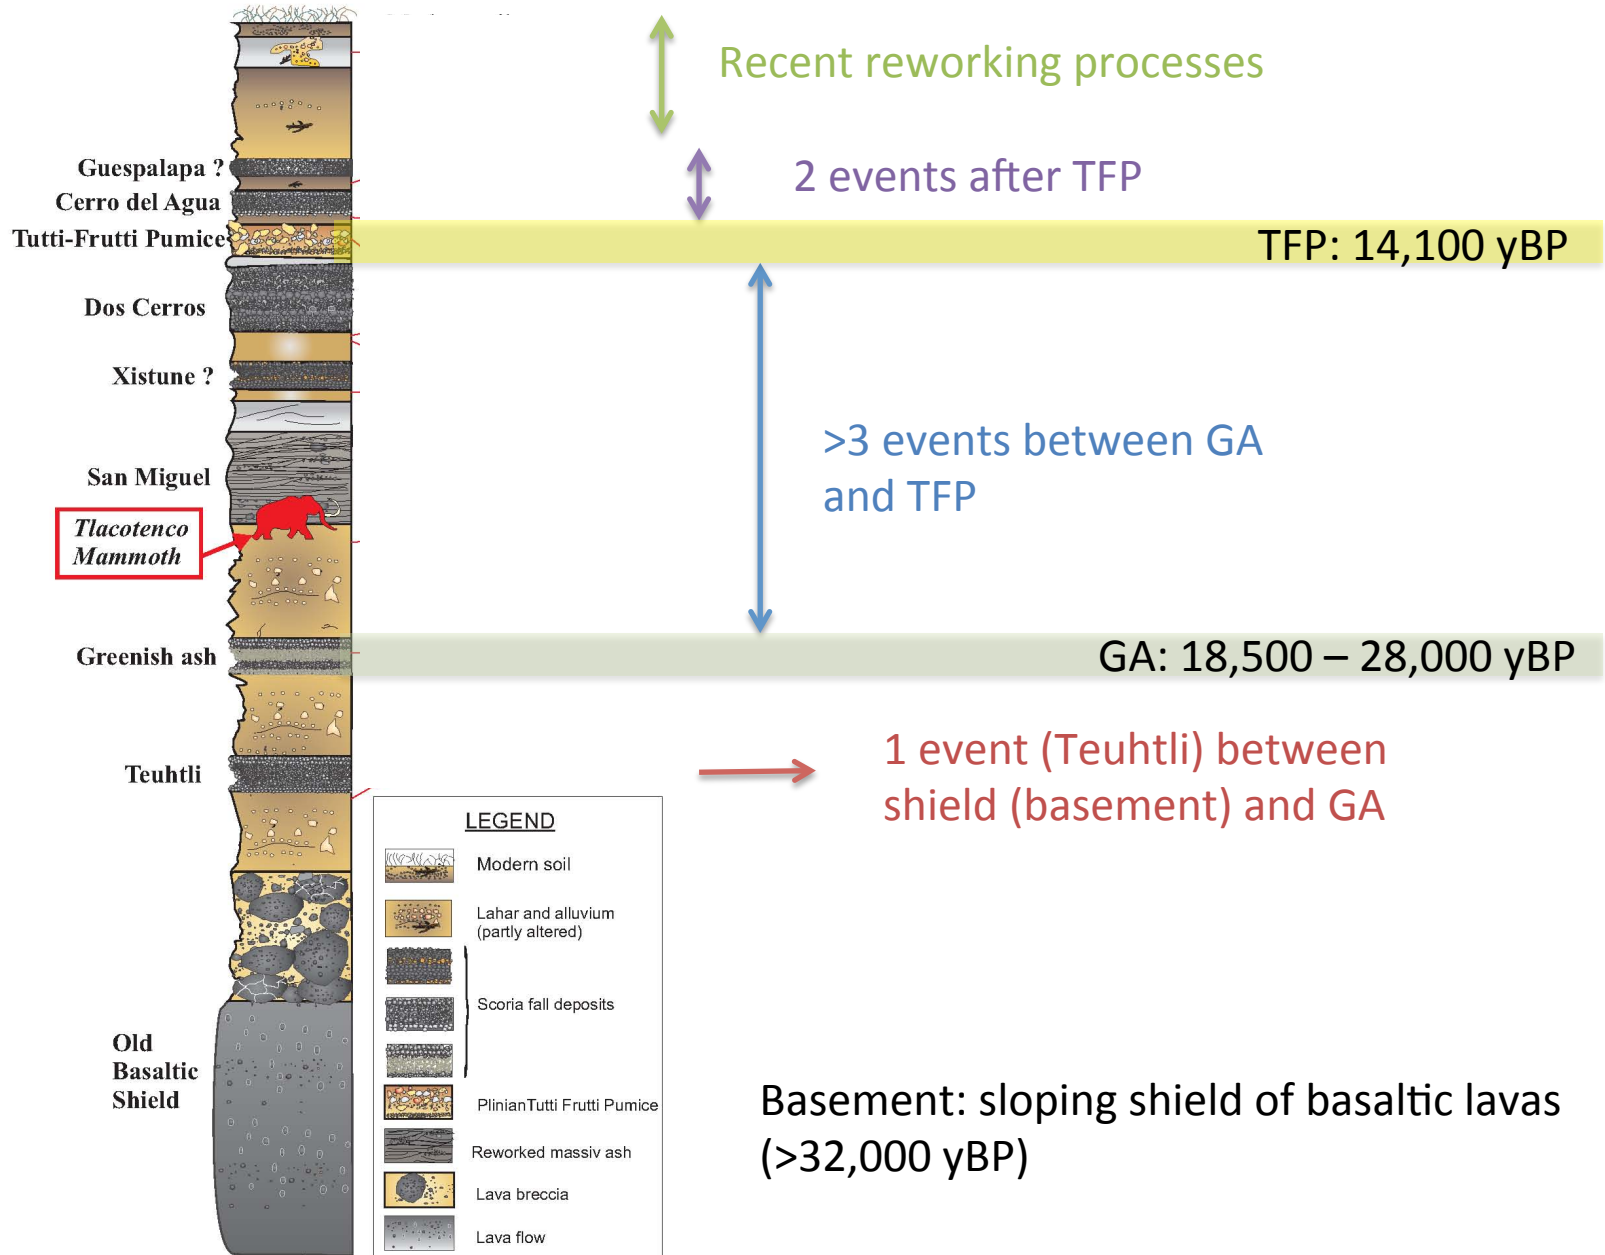 Recent reworking processes
Guespalapa ?
2 events after TFP
Cerro del Agua
Tutti-Frutti Pumice
TFP: 14,100 yBP
Dos Cerros
Xistune ?
>3 events between GA
and TFP
San Miguel
Tlacotenco
Mammoth
Greenish ash
GA: 18,500 – 28,000 yBP
1 event (Teuhtli) between
shield (basement) and GA
Teuhtli
LEGEND
Modern soil
Lahar and alluvium
(partly altered)
Scoria fall deposits
PlinianTutti Frutti Pumice
Reworked massiv ash
Lava breccia
Lava flow
Old
Basaltic
Shield
Basement: sloping shield of basaltic lavas
(>32,000 yBP)